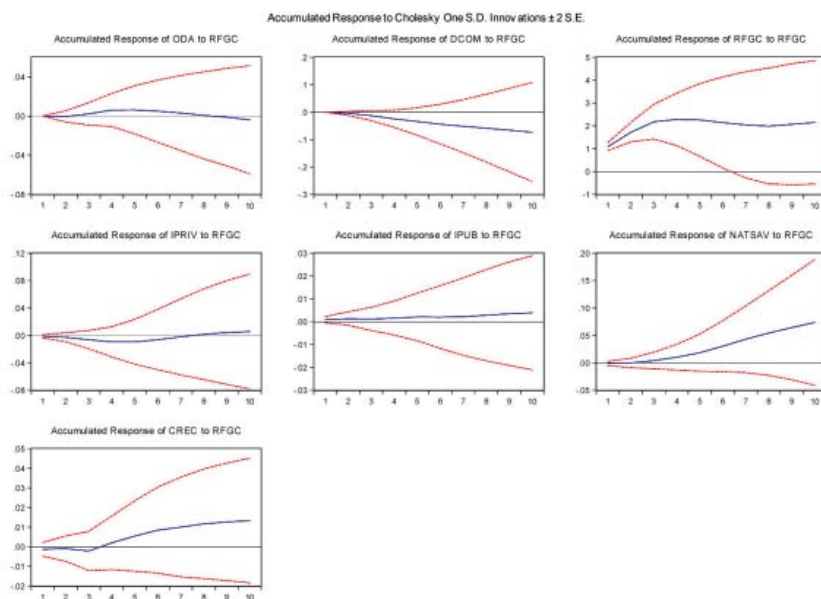 Accumulated Response to Cholesky One S.D. Innovations ± 2 S.E.
Accumulated Response of ODA to RFGC
.04
.00
-.04
-.08
1 2 3 4 5 6 7 8 9 10
Accumulated Response of DCOM to RFGC
.2
.1
.0
-.1
-.2
-.3
1 2 3 4 5 6 7 8 9 10
Accumulated Response of RFGC to RFGC
5
4
3
2
1
0
-1
1 2 3 4 5 6 7 8 9 10
Accumulated Response of IPRIV to RFGC
.12
.08
.04
.00
-.04
-.08
1 2 3 4 5 6 7 8 9 10
Accumulated Response of IPUB to RFGC
.03
.02
.01
.00
-.01
-.02
-.03
1 2 3 4 5 6 7 8 9 10
Accumulated Response of NATSAV to RFGC
.20
.15
.10
.05
.00
-.05
1 2 3 4 5 6 7 8 9 10
Accumulated Response of CREC to RFGC
.05
.04
.03
.02
.01
.00
-.01
-.02
1 2 3 4 5 6 7 8 9 10